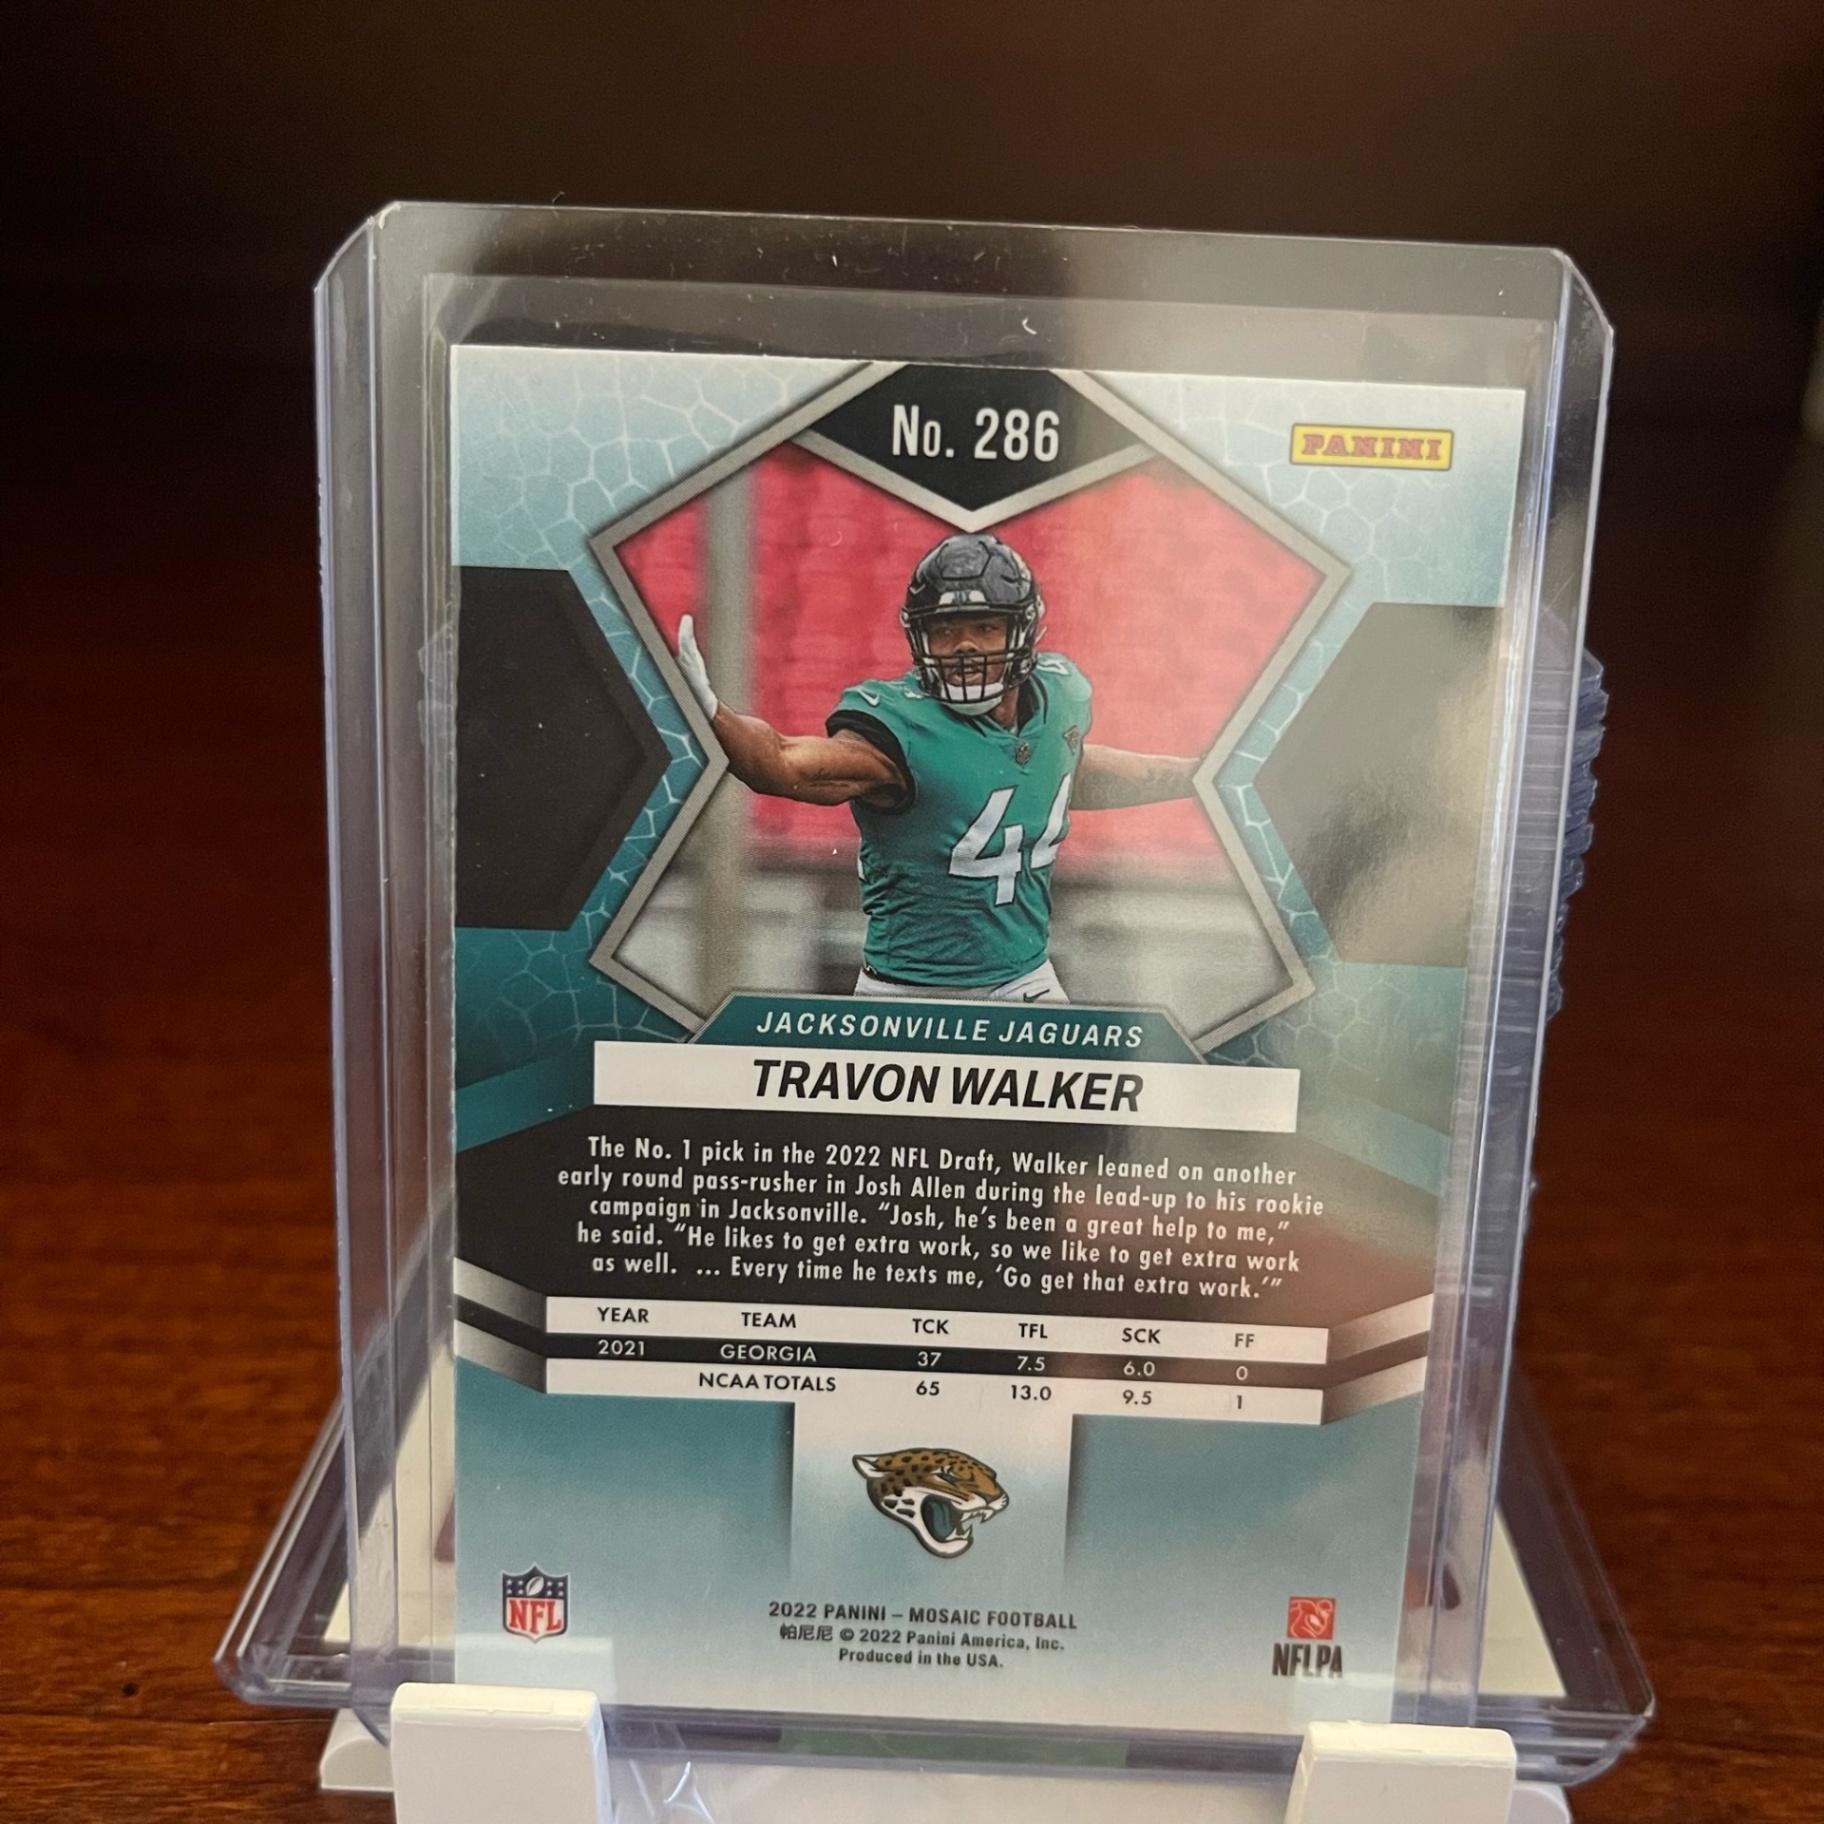 No. 286
PANINI
44
4
JACKSONVILLE JAGUARS
TRAVON WALKER
The No. 1 pick in the 2022 NFL Draft, Walker leaned on another
early round pass-rusher in Josh Allen during the lead-up to his rookie
campaign in Jacksonville. “Josh, he’s been a great help to me,”
he said. “He likes to get extra work, so we like to get extra work
as well. ... Every time he texts me, ‘Go get that extra work.’”
YEAR TEAM TCK TFL SCK FF
2021 GEORGIA 37 7.5 6.0 0
NCAA TOTALS 65 13.0 9.5 1
NFL
2022 PANINI – MOSAIC FOOTBALL
帕尼尼 © 2022 Panini America, Inc.
Produced in the USA.
NFLPA